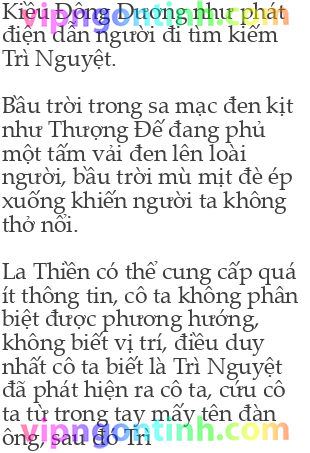 Kiều Đông Dương như phát
điện dẫn người đi tìm kiếm
Trì Nguyệt.
Bầu trời trong sa mạc đen kịt
như Thượng Đế đang phủ
một tấm vải đen lên loài
người, bầu trời mù mịt đè ép
xuống khiến người ta không
thở nổi.
La Thiền có thể cung cấp quá
ít thông tin, cô ta không phân
biệt được phương hướng,
không biết vị trí, điều duy
nhất cô ta biết là Trì Nguyệt
đã phát hiện ra cô ta, cứu cô
ta từ trong tay mấy tên đàn
ông, sau đó Trì
vipngontinh.com
vipngontinh.com